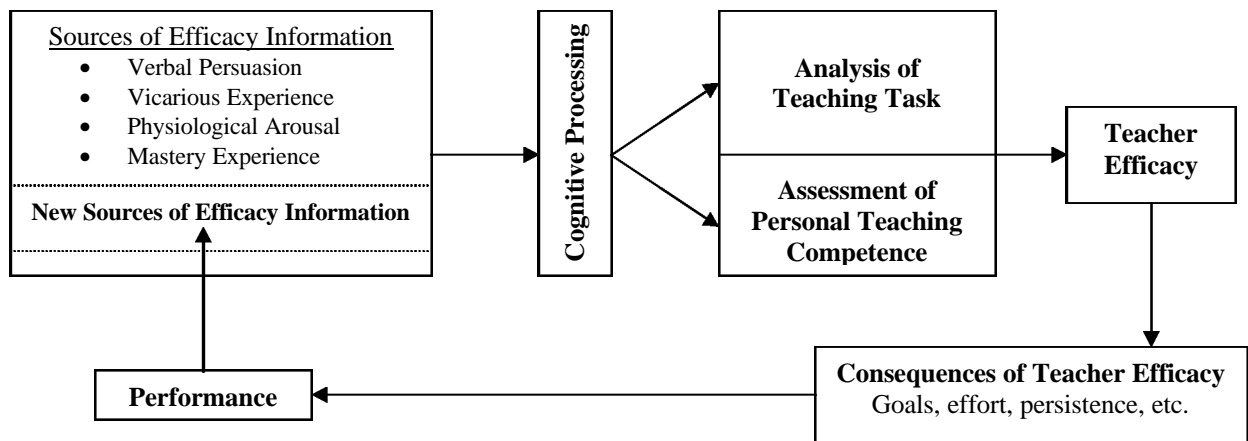 Sources of Efficacy Information
• Verbal Persuasion
• Vicarious Experience
• Physiological Arousal
• Mastery Experience
New Sources of Efficacy Information
Cognitive Processing
Analysis of
Teaching Task
Assessment of
Personal Teaching
Competence
Teacher
Efficacy
Consequences of Teacher Efficacy
Goals, effort, persistence, etc.
Performance